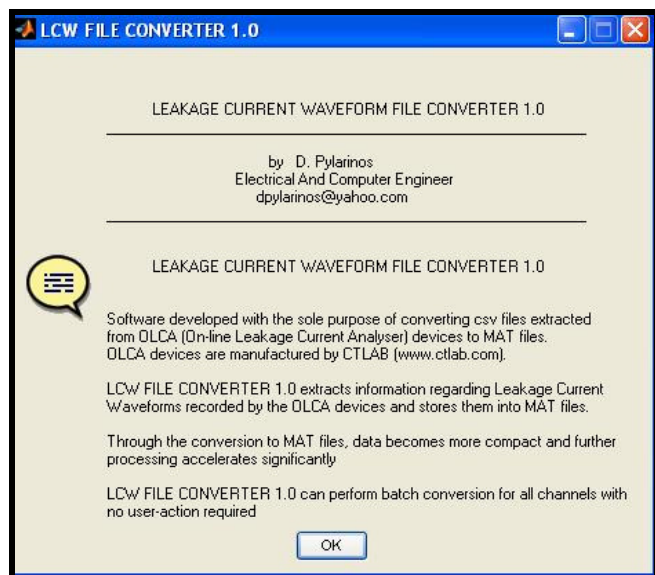 LCW FILE CONVERTER 1.0
LEAKAGE CURRENT WAVEFORM FILE CONVERTER 1.0
by D. Pylarinos
Electrical And Computer Engineer
dpylarinos@yahoo.com
LEAKAGE CURRENT WAVEFORM FILE CONVERTER 1.0
Software developed with the sole purpose of converting csv files extracted
from OLCA (On-line Leakage Current Analyser) devices to MAT files.
OLCA devices are manufactured by CTLAB (www.ctlab.com).
LCW FILE CONVERTER 1.0 extracts information regarding Leakage Current
Waveforms recorded by the OLCA devices and stores them into MAT files.
Through the conversion to MAT files, data becomes more compact and further
processing accelerates significantly
LCW FILE CONVERTER 1.0 can perform batch conversion for all channels with
no user-action required
OK